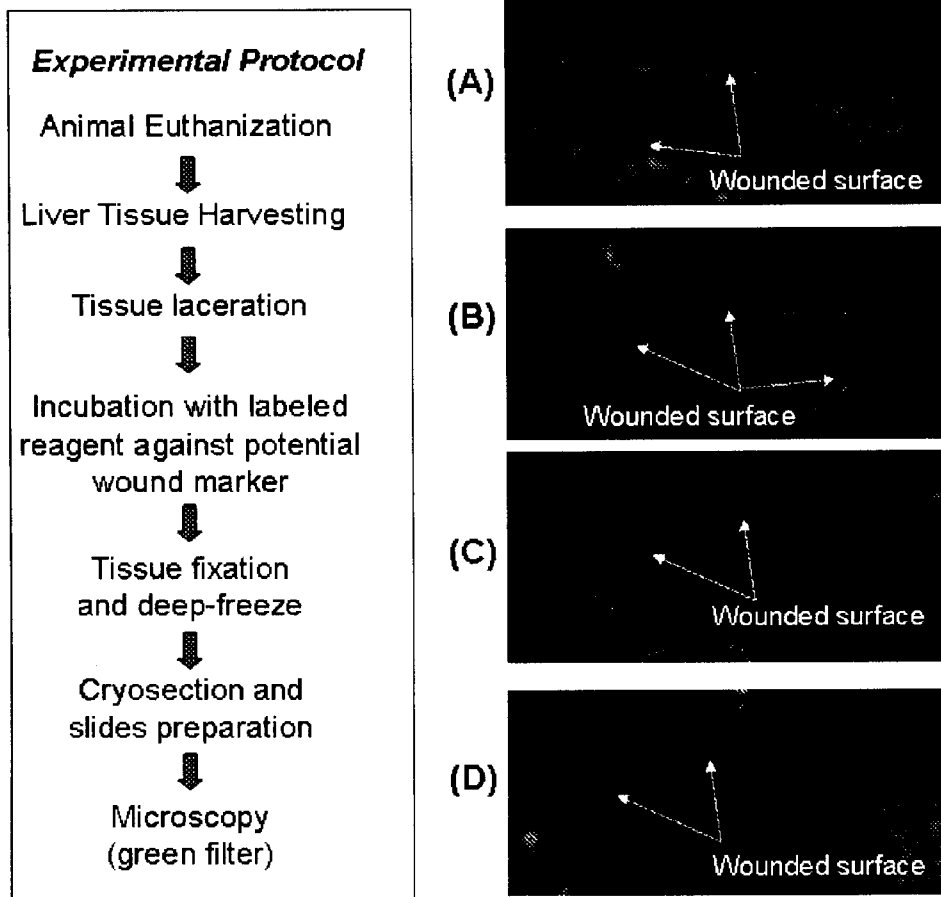 Experimental Protocol
Animal Euthanization
Liver Tissue Harvesting
Tissue laceration
Incubation with labeled
reagent against potential
wound marker
Tissue fixation
and deep-freeze
Cryosection and
slides preparation
Microscopy
(green filter)
(A)
Wounded surface
(B)
Wounded surface
(C)
Wounded surface
(D)
Wounded surface